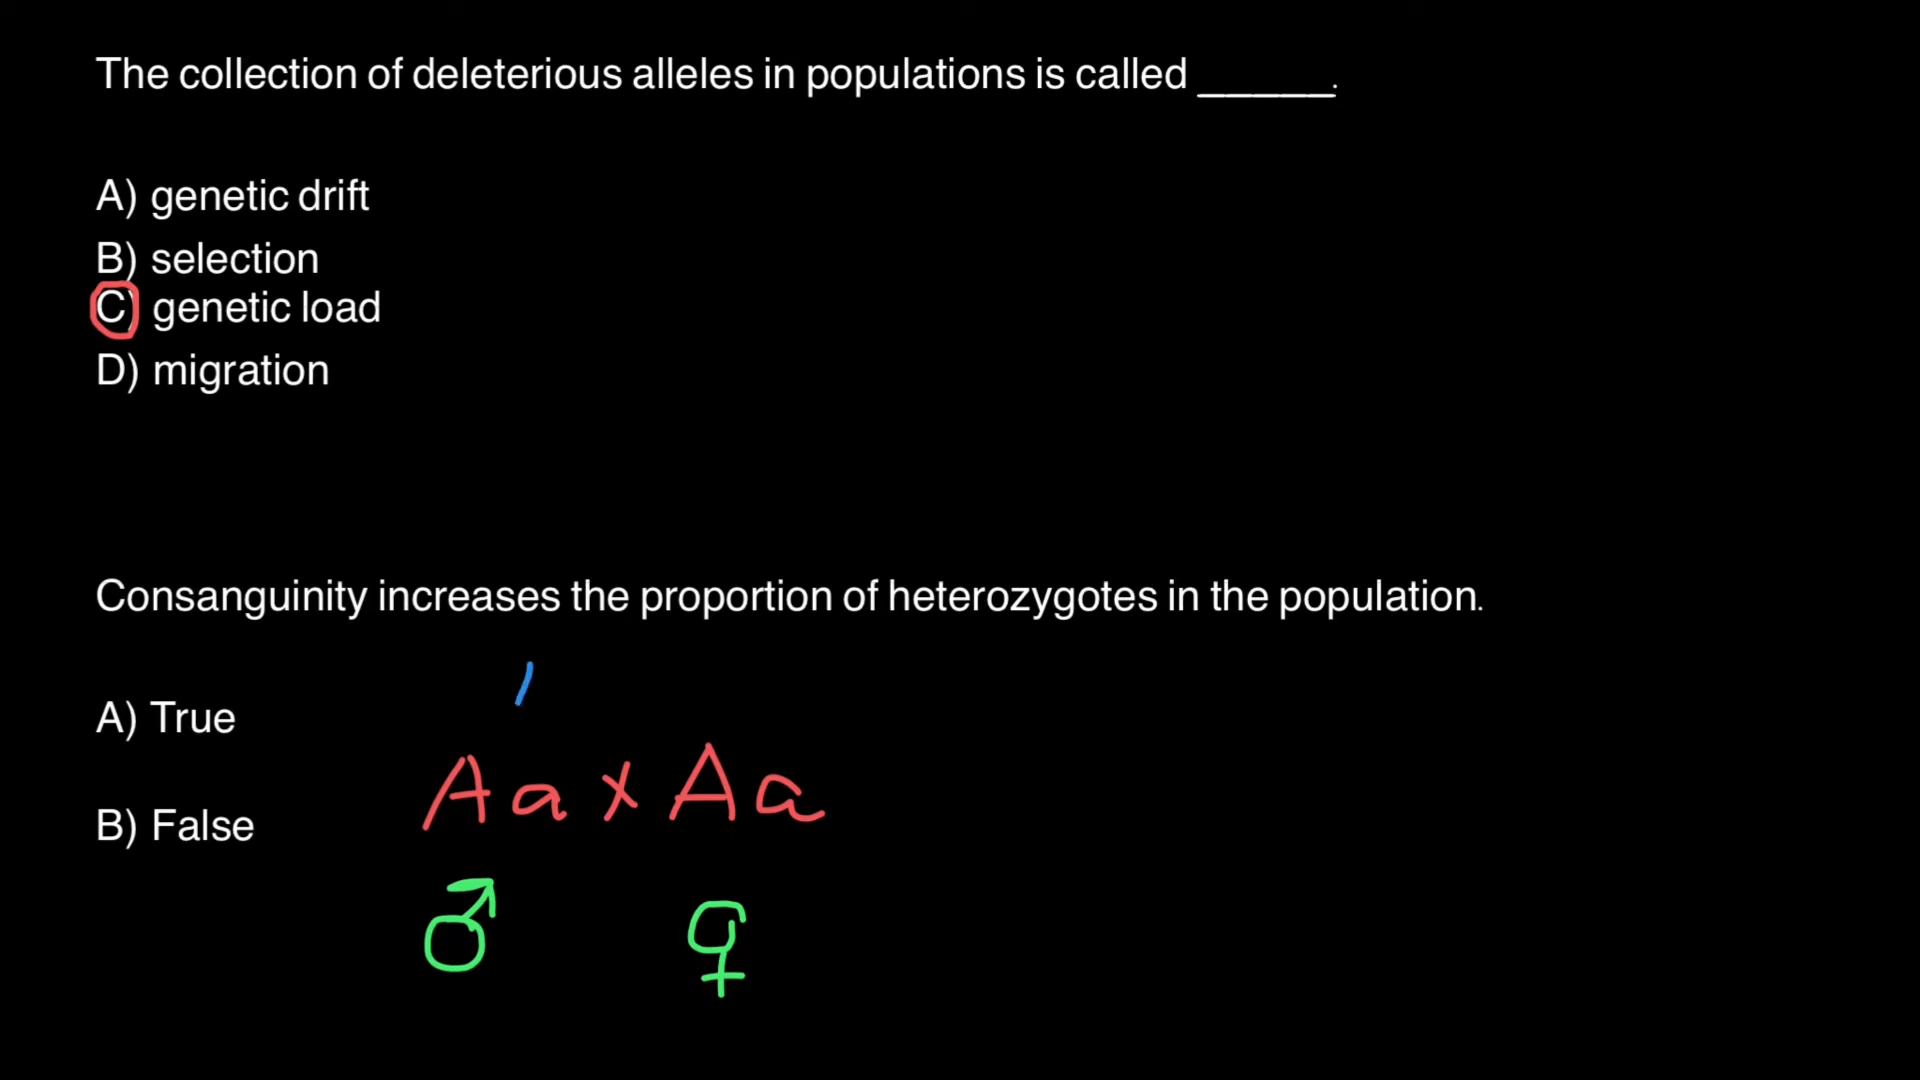 The collection of deleterious alleles in populations is called _____.
A) genetic drift
B) selection
C) genetic load
D) migration
Consanguinity increases the proportion of heterozygotes in the population.
A) True
Aa x Aa
B) False
♂ ♀